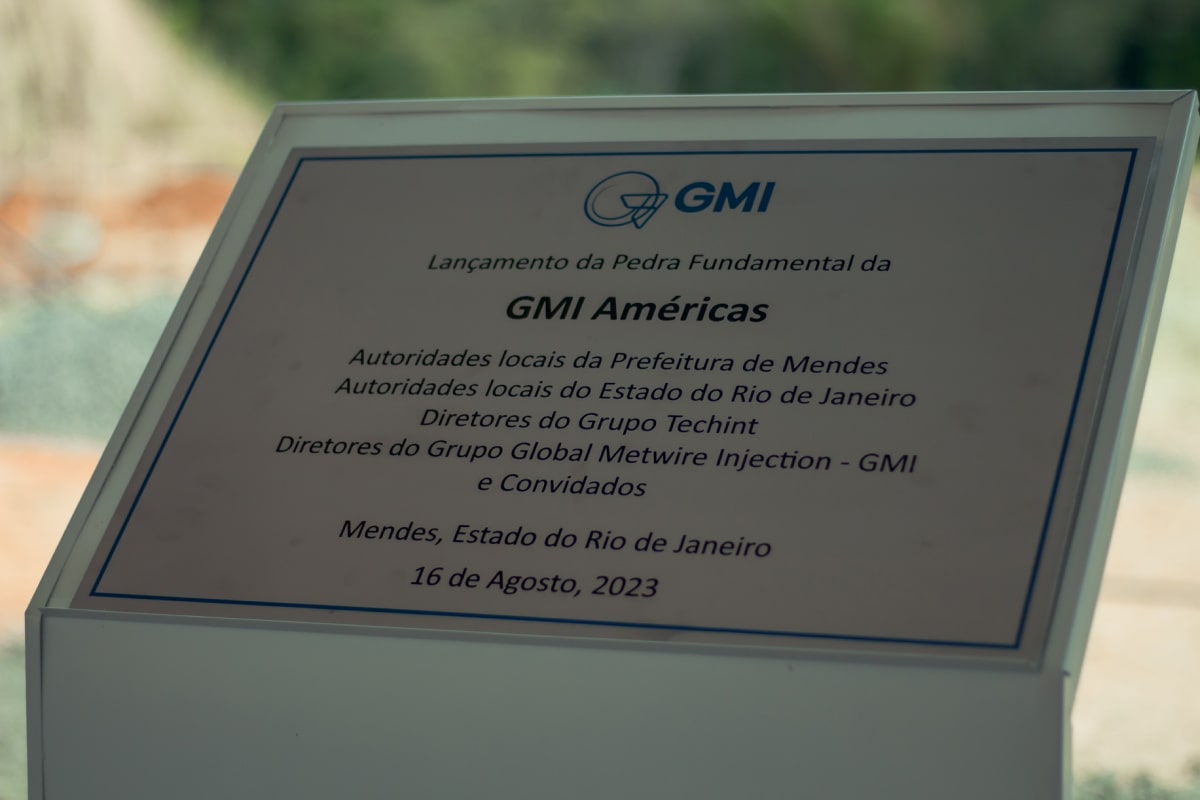 GMI
Lançamento da Pedra Fundamental da
GMI Américas
Autoridades locais da Prefeitura de Mendes
Autoridades locais do Estado do Rio de Janeiro
Diretores do Grupo Techint
Diretores do Grupo Global Metwire Injection - GMI
e Convidados
Mendes, Estado do Rio de Janeiro
16 de Agosto, 2023